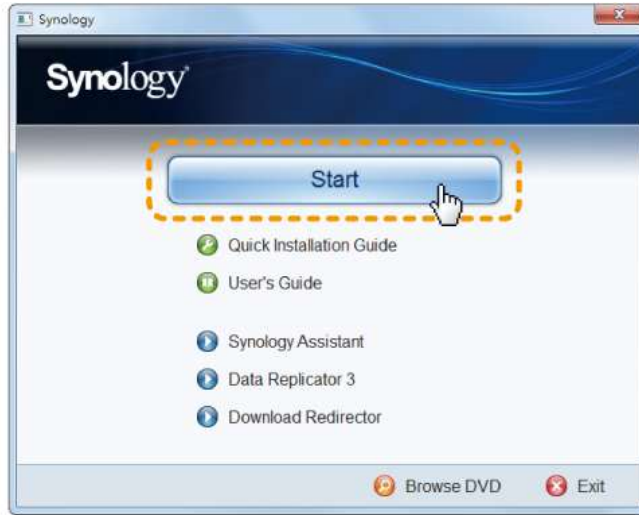 Synology
Synology
Start
Quick Installation Guide
User's Guide
Synology Assistant
Data Replicator 3
Download Redirector
Browse DVD
Exit